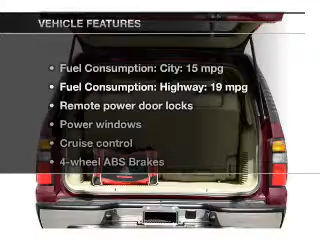 VEHICLE FEATURES
• Fuel Consumption: City: 15 mpg
• Fuel Consumption: Highway: 19 mpg
• Remote power door locks
• Power windows
• Cruise control
• 4-wheel ABS Brakes